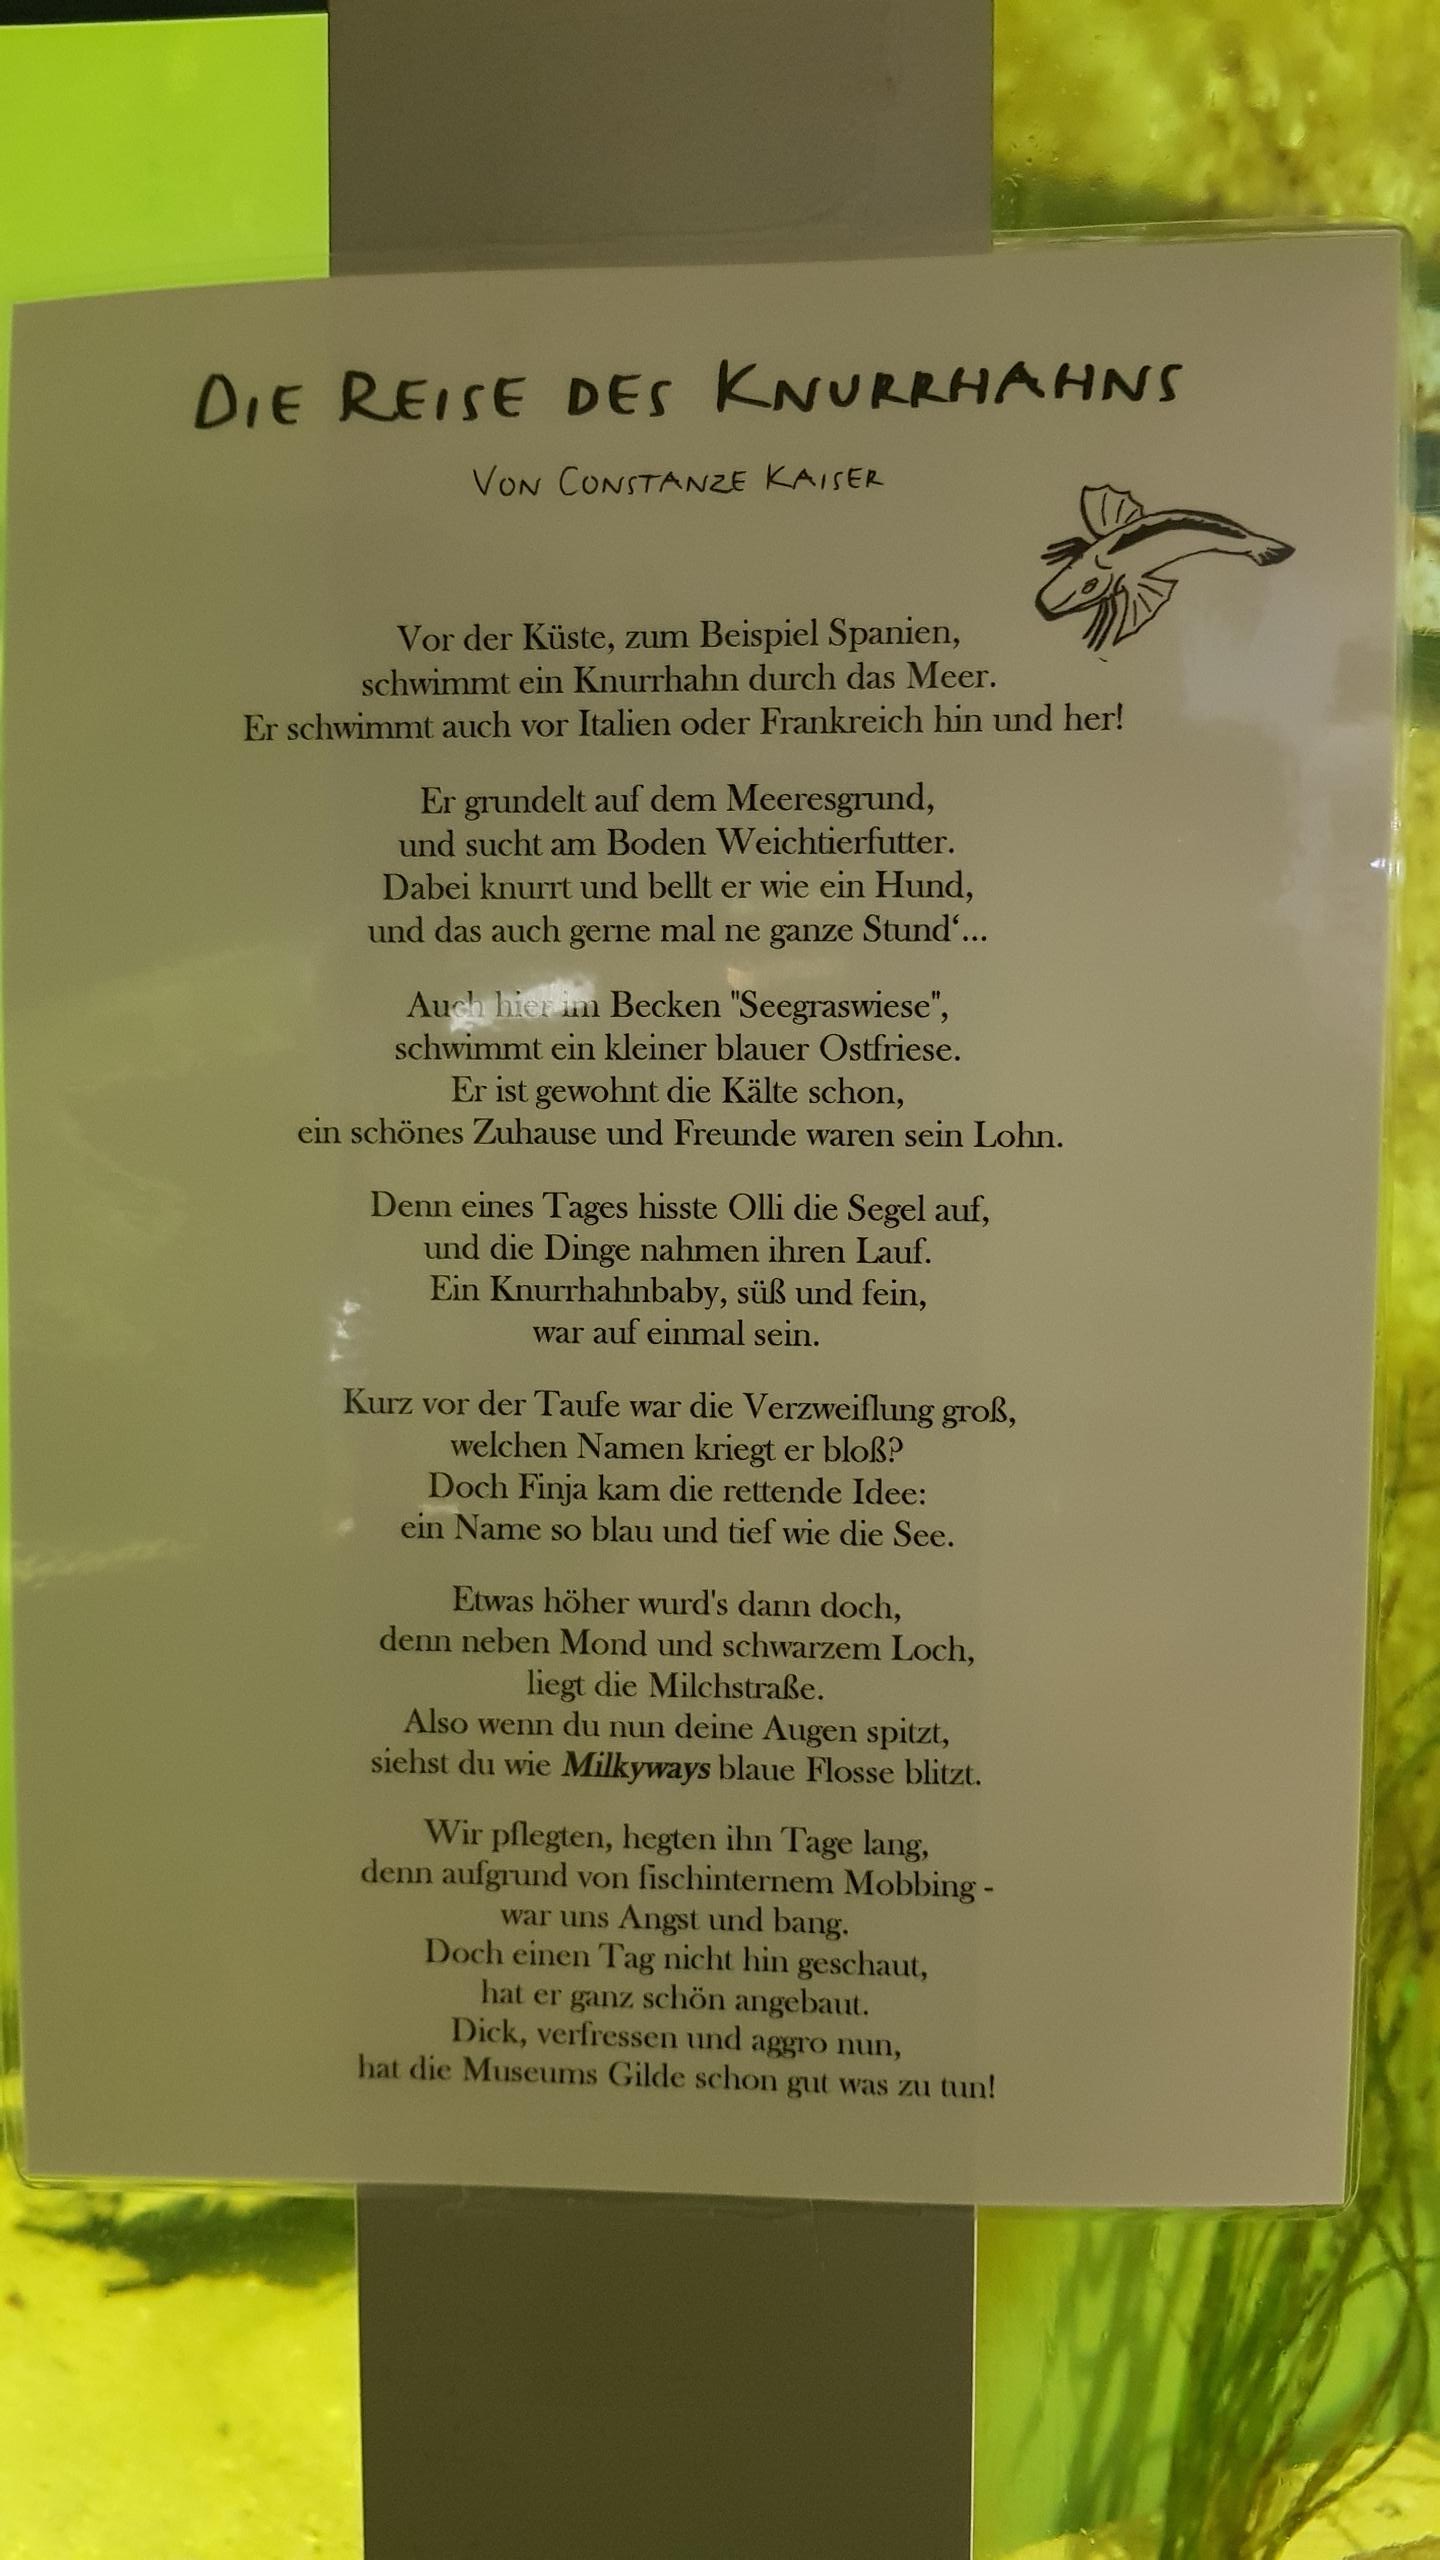 DIE REISE DES KNURRHAHNS
VON CONSTANZE KAISER
Vor der Küste, zum Beispiel Spanien,
schwimmt ein Knurrhahn durch das Meer.
Er schwimmt auch vor Italien oder Frankreich hin und her!
Er grundelt auf dem Meeresgrund,
und sucht am Boden Weichtierfutter.
Dabei knurrt und bellt er wie ein Hund,
und das auch gerne mal ne ganze Stund‘...
Auch hier im Becken "Seegraswiese",
schwimmt ein kleiner blauer Ostfriese.
Er ist gewohnt die Kälte schon,
ein schönes Zuhause und Freunde waren sein Lohn.
Denn eines Tages hisste Olli die Segel auf,
und die Dinge nahmen ihren Lauf.
Ein Knurrhahnbaby, süß und fein,
war auf einmal sein.
Kurz vor der Taufe war die Verzweiflung groß,
welchen Namen kriegt er bloß?
Doch Finja kam die rettende Idee:
ein Name so blau und tief wie die See.
Etwas höher wurd's dann doch,
denn neben Mond und schwarzem Loch,
liegt die Milchstraße.
Also wenn du nun deine Augen spitzt,
siehst du wie Milkyways blaue Flosse blitzt.
Wir pflegten, hegten ihn Tage lang,
denn aufgrund von fischinternem Mobbing -
war uns Angst und bang.
Doch einen Tag nicht hin geschaut,
hat er ganz schön angebaut.
Dick, verfressen und aggro nun,
hat die Museums Gilde schon gut was zu tun!